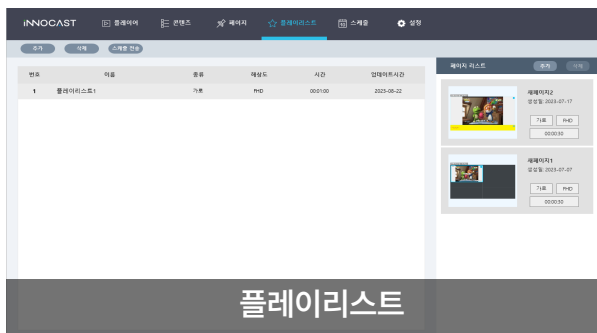 iNNOCAST 플레이어 콘텐츠 페이지 플레이리스트 스케줄 설정
추가 삭제 스케줄 전송
페이지 리스트 추가 삭제
번호 이름 종류 해상도 시간 업데이트시간
1 플레이리스트1 가로 FHD 00:01:00 2023-08-22
새페이지2
생성일: 2023-07-17
가로 FHD
00:00:30
새페이지1
생성일: 2023-07-07
가로 FHD
00:00:30
플레이리스트